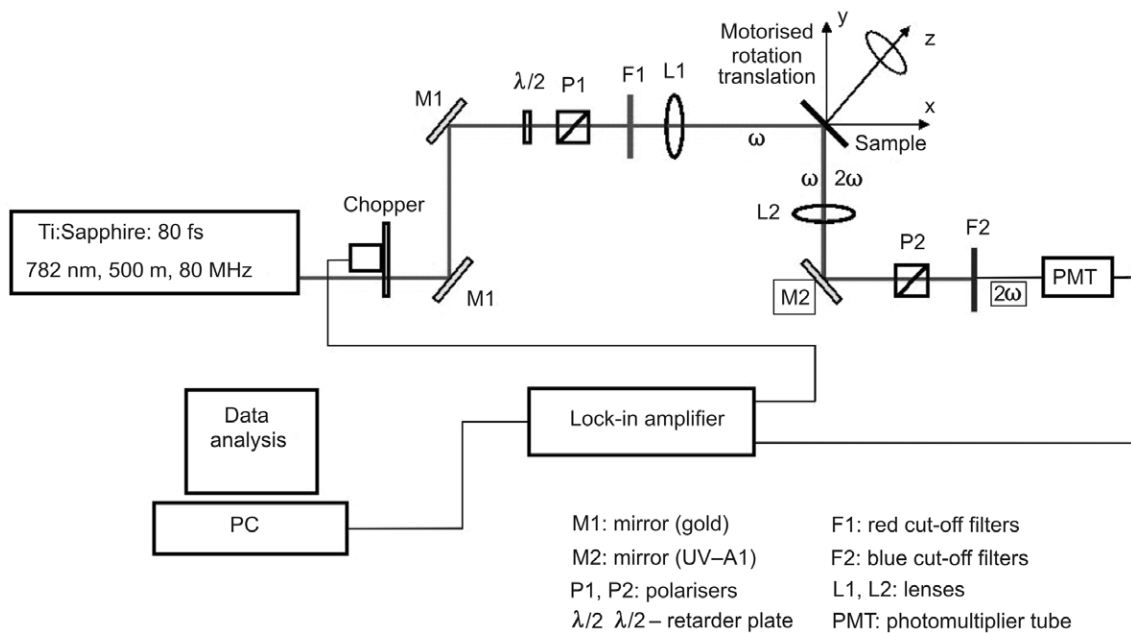 y
z
Motorised
rotation
translation
x
Sample
M1
λ/2
P1
F1
L1
ω
ω 2ω
L2
Chopper
Ti:Sapphire: 80 fs
782 nm, 500 m, 80 MHz
M1
M2
P2
F2
2ω
PMT
Data
analysis
Lock-in amplifier
PC
M1: mirror (gold)
M2: mirror (UV–A1)
P1, P2: polarisers
λ/2 λ/2 – retarder plate
F1: red cut-off filters
F2: blue cut-off filters
L1, L2: lenses
PMT: photomultiplier tube